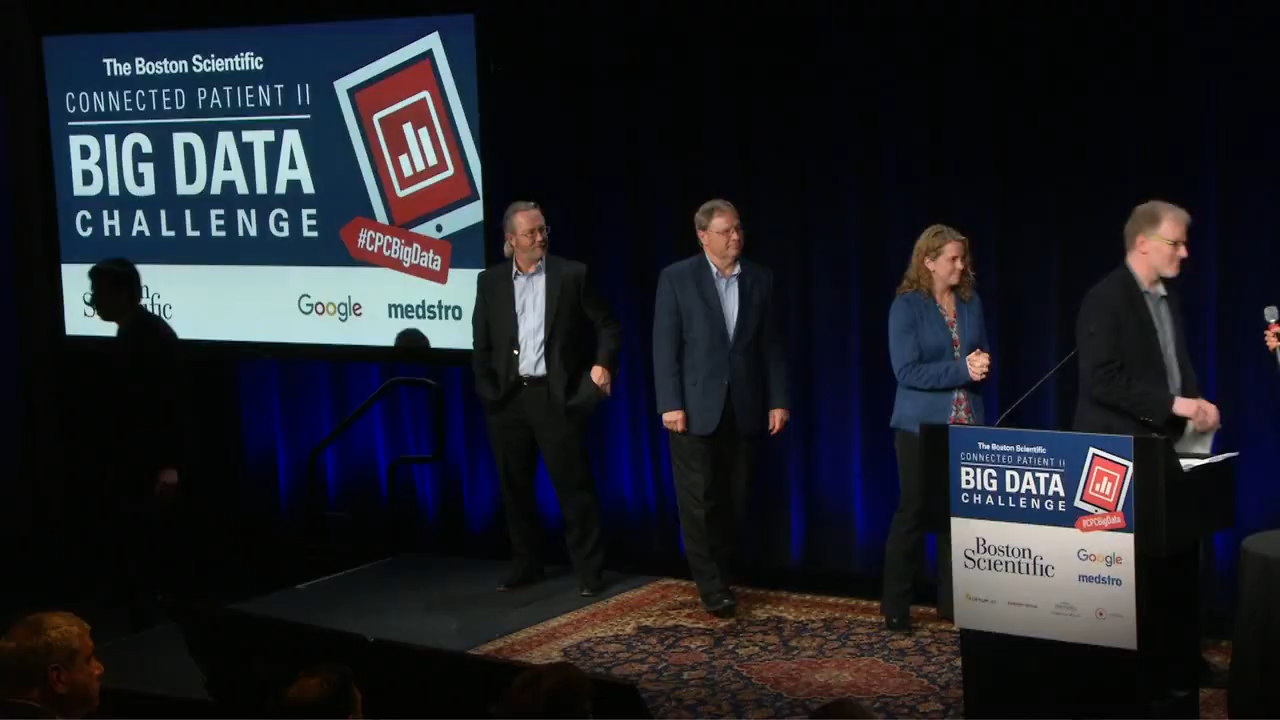 The Boston Scientific
CONNECTED PATIENT II
BIG DATA
CHALLENGE
#CPCBigData
Scientific
Google
medstro
The Boston Scientific
CONNECTED PATIENT II
BIG DATA
CHALLENGE
#CPCBigData
Boston
Scientific
Google
medstro